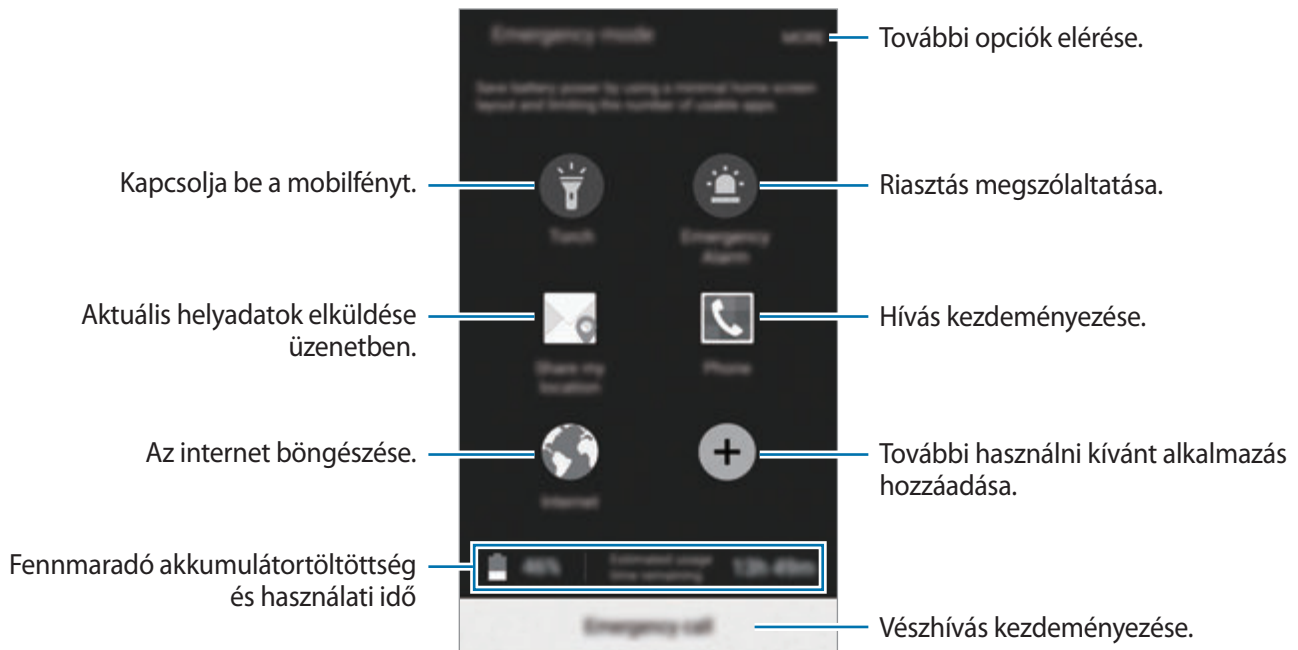 Emergency mode
MORE
További opciók elérése.
Save battery power by using a minimal home screen
layout and limiting the number of usable apps.
Kapcsolja be a mobilfényt.
Torch
Riasztás megszólaltatása.
Emergency
Alarm
Aktuális helyadatok elküldése
üzenetben.
Share my
location
Hívás kezdeményezése.
Phone
Az internet böngészése.
Internet
További használni kívánt alkalmazás
hozzáadása.
Fennmaradó akkumulátortöltöttség
és használati idő
46%
Estimated usage
time remaining
13h 49m
Emergency call
Vészhívás kezdeményezése.